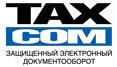 TAX
COM
ЗАЩИЩЕННЫЙ ЭЛЕКТРОННЫЙ
ДОКУМЕНТООБОРОТ